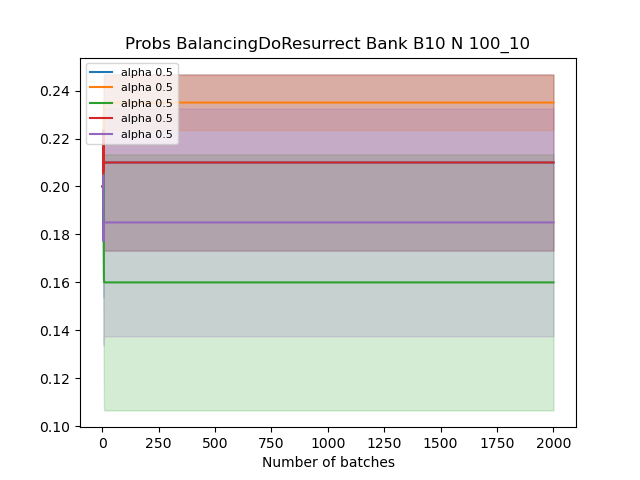 Probs BalancingDoResurrect Bank B10 N 100_10
alpha 0.5
alpha 0.5
alpha 0.5
alpha 0.5
alpha 0.5
0.24
0.22
0.20
0.18
0.16
0.14
0.12
0.10
0 250 500 750 1000 1250 1500 1750 2000
Number of batches